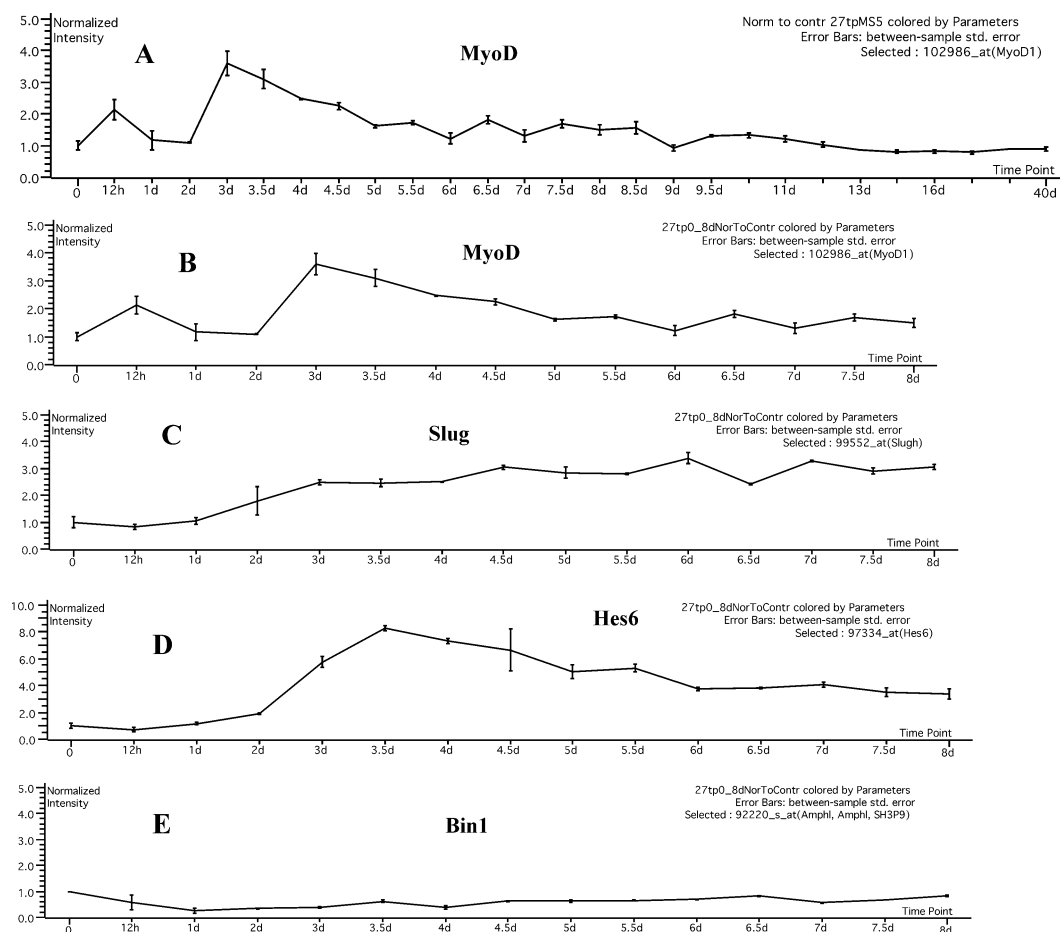 5.0
Normalized
Intensity
4.0
3.0
2.0
1.0
0.0
A
MyoD
Norm to contr 27tpMS5 colored by Parameters
Error Bars: between-sample std. error
Selected : 102986_at(MyoD1)
Time Point
0 12h 1d 2d 3d 3.5d 4d 4.5d 5d 5.5d 6d 6.5d 7d 7.5d 8d 8.5d 9d 9.5d 11d 13d 16d 40d
5.0
Normalized
Intensity
4.0
3.0
2.0
1.0
0.0
B
MyoD
27tp0_8dNorToContr colored by Parameters
Error Bars: between-sample std. error
Selected : 102986_at(MyoD1)
Time Point
0 12h 1d 2d 3d 3.5d 4d 4.5d 5d 5.5d 6d 6.5d 7d 7.5d 8d
5.0
Normalized
Intensity
4.0
3.0
2.0
1.0
0.0
C
Slug
27tp0_8dNorToContr colored by Parameters
Error Bars: between-sample std. error
Selected : 99552_at(Slugh)
Time Point
0 12h 1d 2d 3d 3.5d 4d 4.5d 5d 5.5d 6d 6.5d 7d 7.5d 8d
10.0
Normalized
Intensity
8.0
6.0
4.0
2.0
0.0
D
Hes6
27tp0_8dNorToContr colored by Parameters
Error Bars: between-sample std. error
Selected : 97334_at(Hes6)
Time Point
0 12h 1d 2d 3d 3.5d 4d 4.5d 5d 5.5d 6d 6.5d 7d 7.5d 8d
5.0
Normalized
Intensity
4.0
3.0
2.0
1.0
0.0
E
Bin1
27tp0_8dNorToContr colored by Parameters
Error Bars: between-sample std. error
Selected : 92220_s_at(Amphl, Amphl, SH3P9)
Time Point
0 12h 1d 2d 3d 3.5d 4d 4.5d 5d 5.5d 6d 6.5d 7d 7.5d 8d